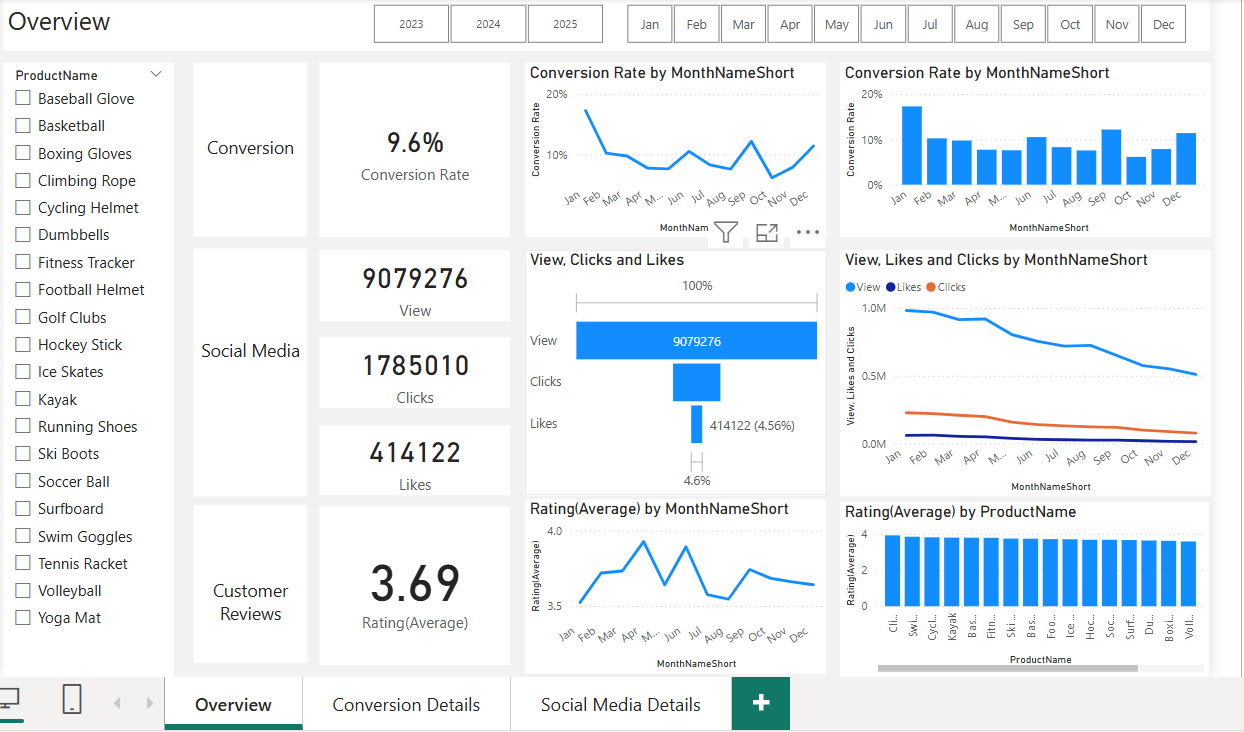 Overview
2023 2024 2025 Jan Feb Mar Apr May Jun Jul Aug Sep Oct Nov Dec
ProductName
Baseball Glove
Basketball
Boxing Gloves
Climbing Rope
Cycling Helmet
Dumbbells
Fitness Tracker
Football Helmet
Golf Clubs
Hockey Stick
Ice Skates
Kayak
Running Shoes
Ski Boots
Soccer Ball
Surfboard
Swim Goggles
Tennis Racket
Volleyball
Yoga Mat
Conversion
9.6%
Conversion Rate
Conversion Rate by MonthNameShort
Conversion Rate
20%
10%
Jan Feb Mar Apr M... Jun Jul Aug Sep Oct Nov Dec
MonthNam
Conversion Rate by MonthNameShort
Conversion Rate
20%
10%
0%
Jan Feb Mar Apr M... Jun Jul Aug Sep Oct Nov Dec
MonthNameShort
Social Media
9079276
View
1785010
Clicks
414122
Likes
View, Clicks and Likes
100%
View 9079276
Clicks
Likes 414122 (4.56%)
4.6%
View, Likes and Clicks by MonthNameShort
View Likes Clicks
View, Likes and Clicks
1.0M
0.5M
0.0M
Jan Feb Mar Apr M... Jun Jul Aug Sep Oct Nov Dec
MonthNameShort
Customer
Reviews
3.69
Rating(Average)
Rating(Average) by MonthNameShort
Rating(Average)
4.0
3.5
Jan Feb Mar Apr M... Jun Jul Aug Sep Oct Nov Dec
MonthNameShort
Rating(Average) by ProductName
Rating(Average)
4
2
0
Cli... Swi... Cycl... Kayak Bas... Fitn... Ski ... Bas... Foo... Ice ... Hoc... Soc... Surf... Du... Boxi... Voll...
ProductName
Overview Conversion Details Social Media Details +